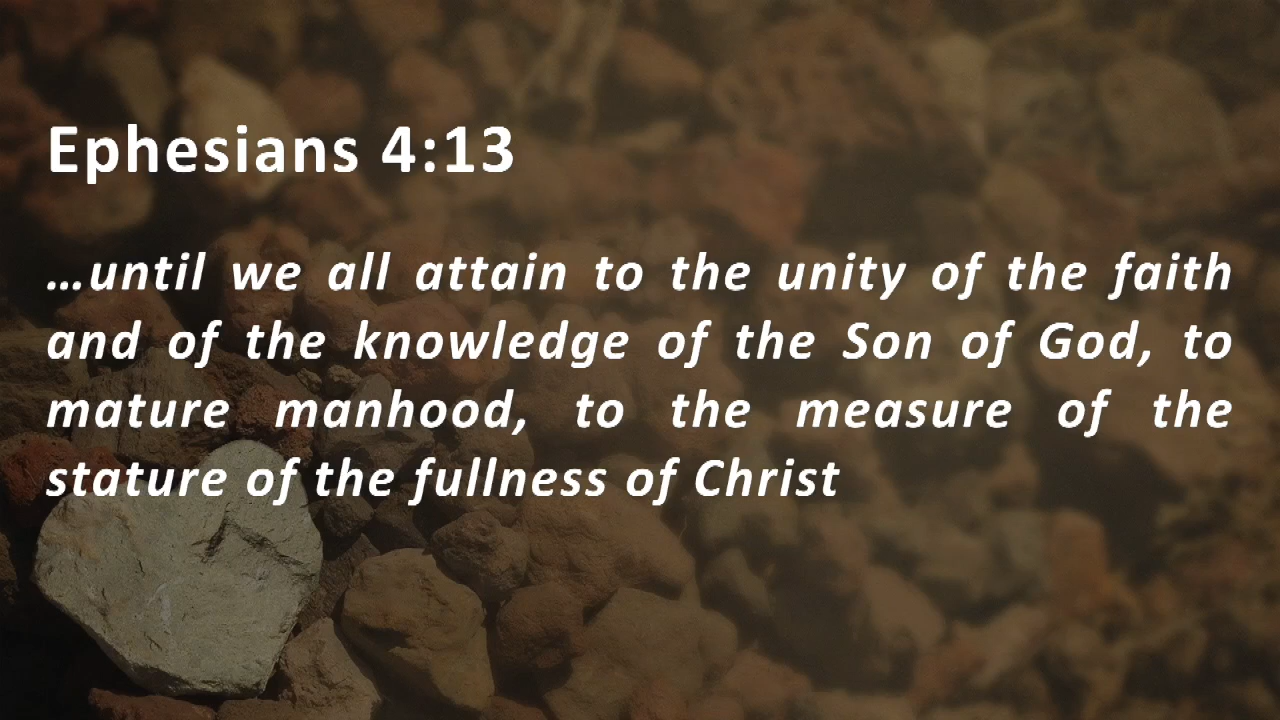 Ephesians 4:13
…until we all attain to the unity of the faith
and of the knowledge of the Son of God, to
mature manhood, to the measure of the
stature of the fullness of Christ